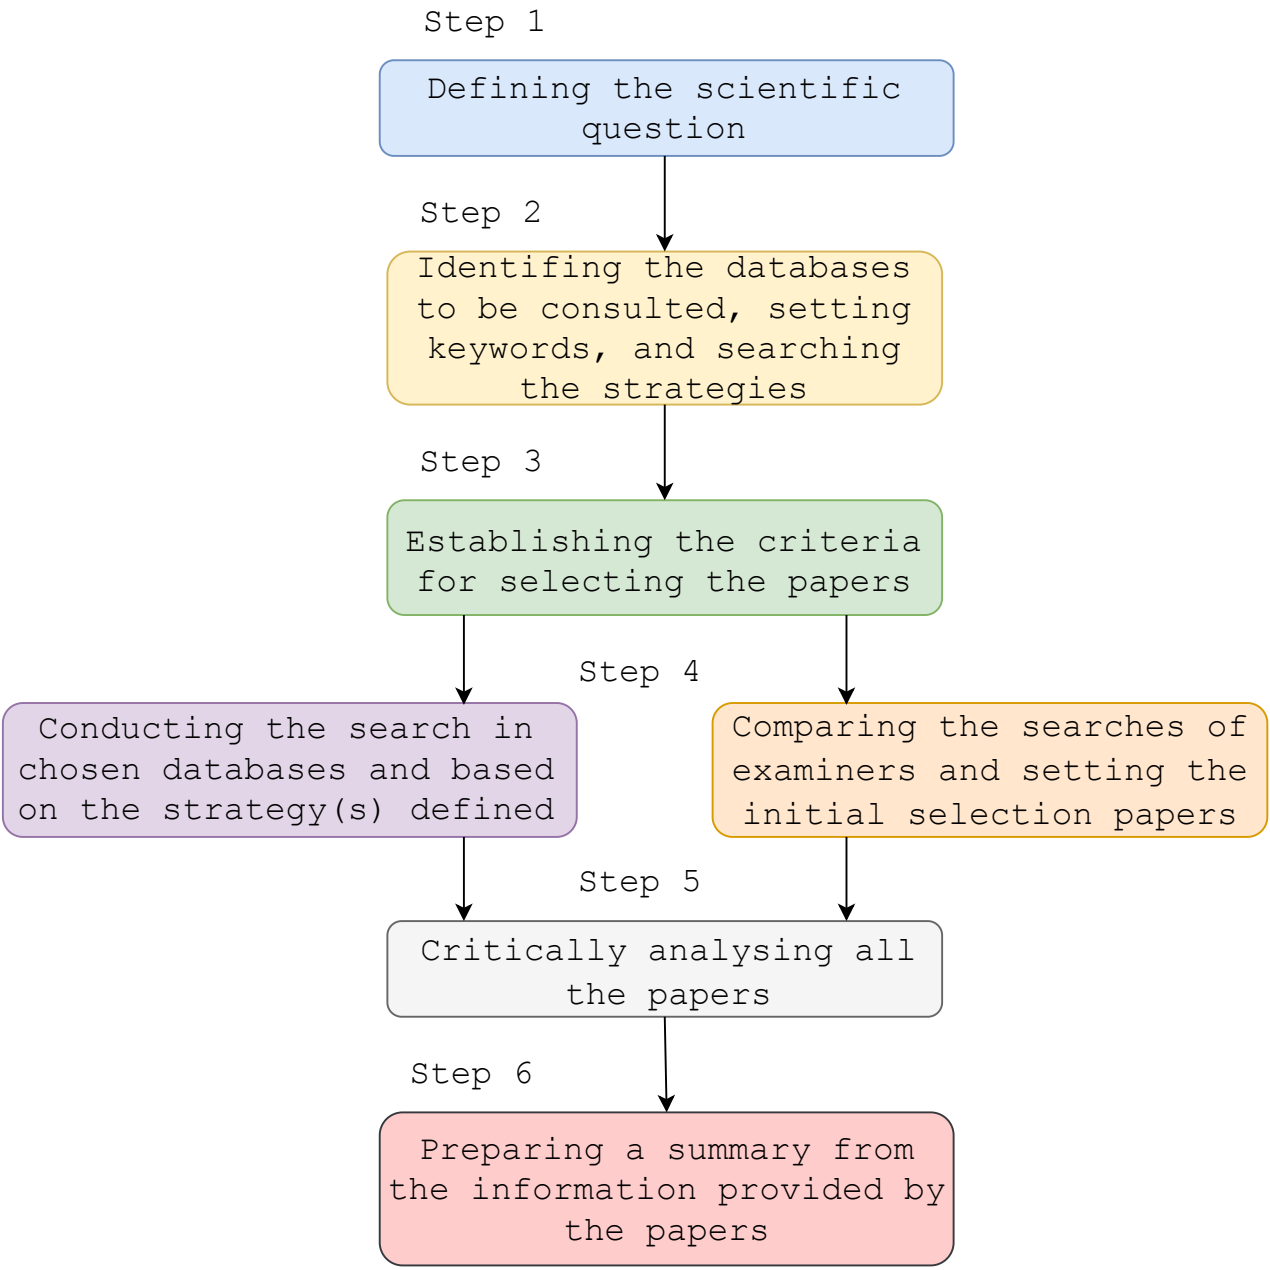 Step 1
Defining the scientific
question
Step 2
Identifing the databases
to be consulted, setting
keywords, and searching
the strategies
Step 3
Establishing the criteria
for selecting the papers
Step 4
Conducting the search in
chosen databases and based
on the strategy(s) defined
Comparing the searches of
examiners and setting the
initial selection papers
Step 5
Critically analysing all
the papers
Step 6
Preparing a summary from
the information provided by
the papers